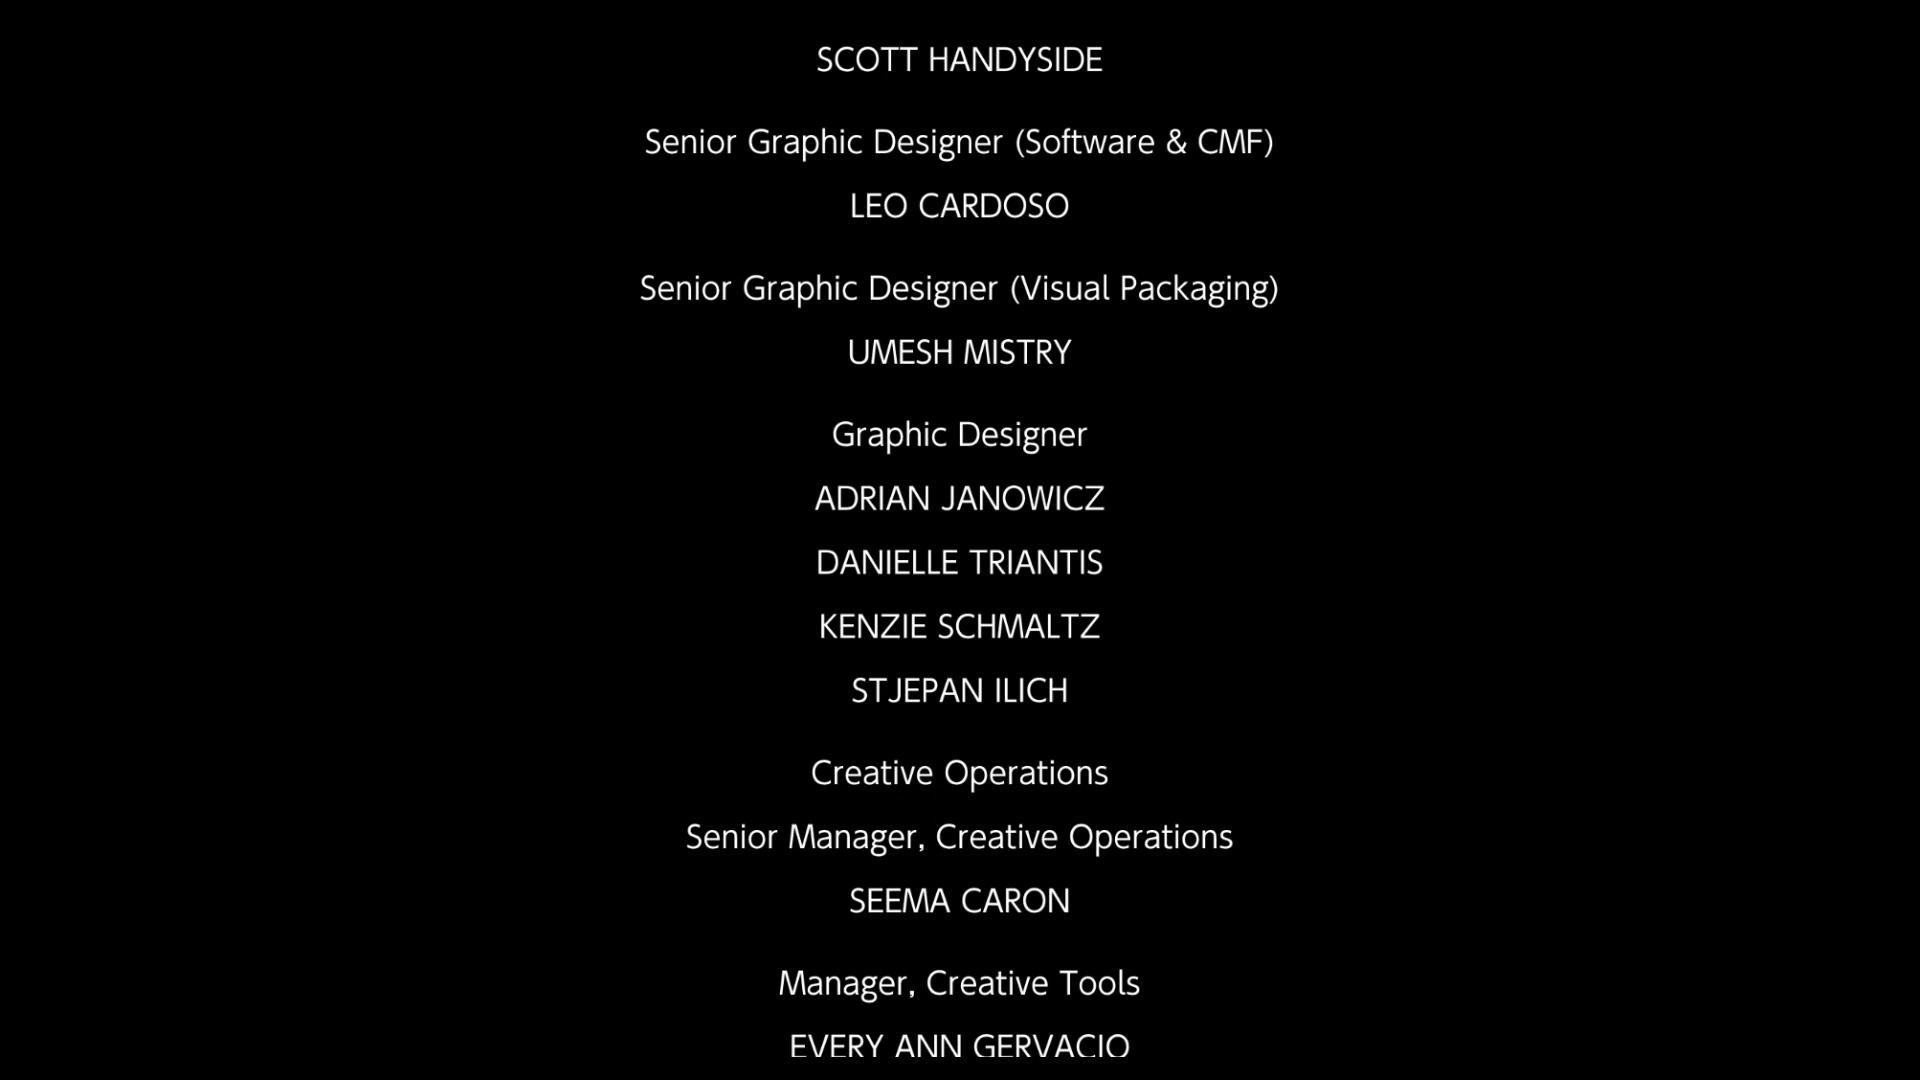 SCOTT HANDYSIDE
Senior Graphic Designer (Software & CMF)
LEO CARDOSO
Senior Graphic Designer (Visual Packaging)
UMESH MISTRY
Graphic Designer
ADRIAN JANOWICZ
DANIELLE TRIANTIS
KENZIE SCHMALTZ
STJEPAN ILICH
Creative Operations
Senior Manager, Creative Operations
SEEMA CARON
Manager, Creative Tools
EVERY ANN GERVACIO